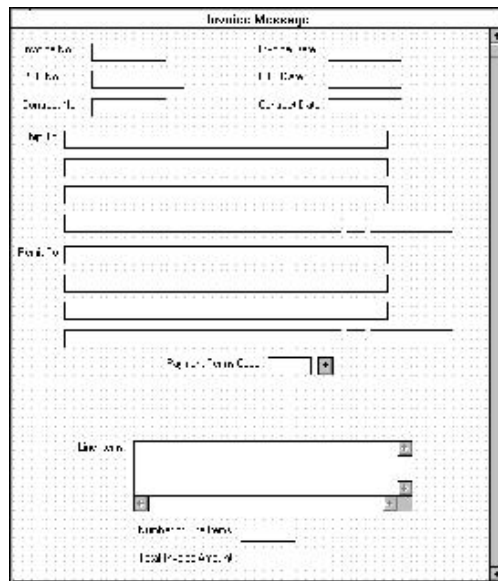 Invoice Message
Invoice No Invoice Date
P.O. No P.O. Date
Contract No Contract Date
Ship To
Remit To
Payment Terms Code
Line Items
Number of Line Items
Total Invoice Amount